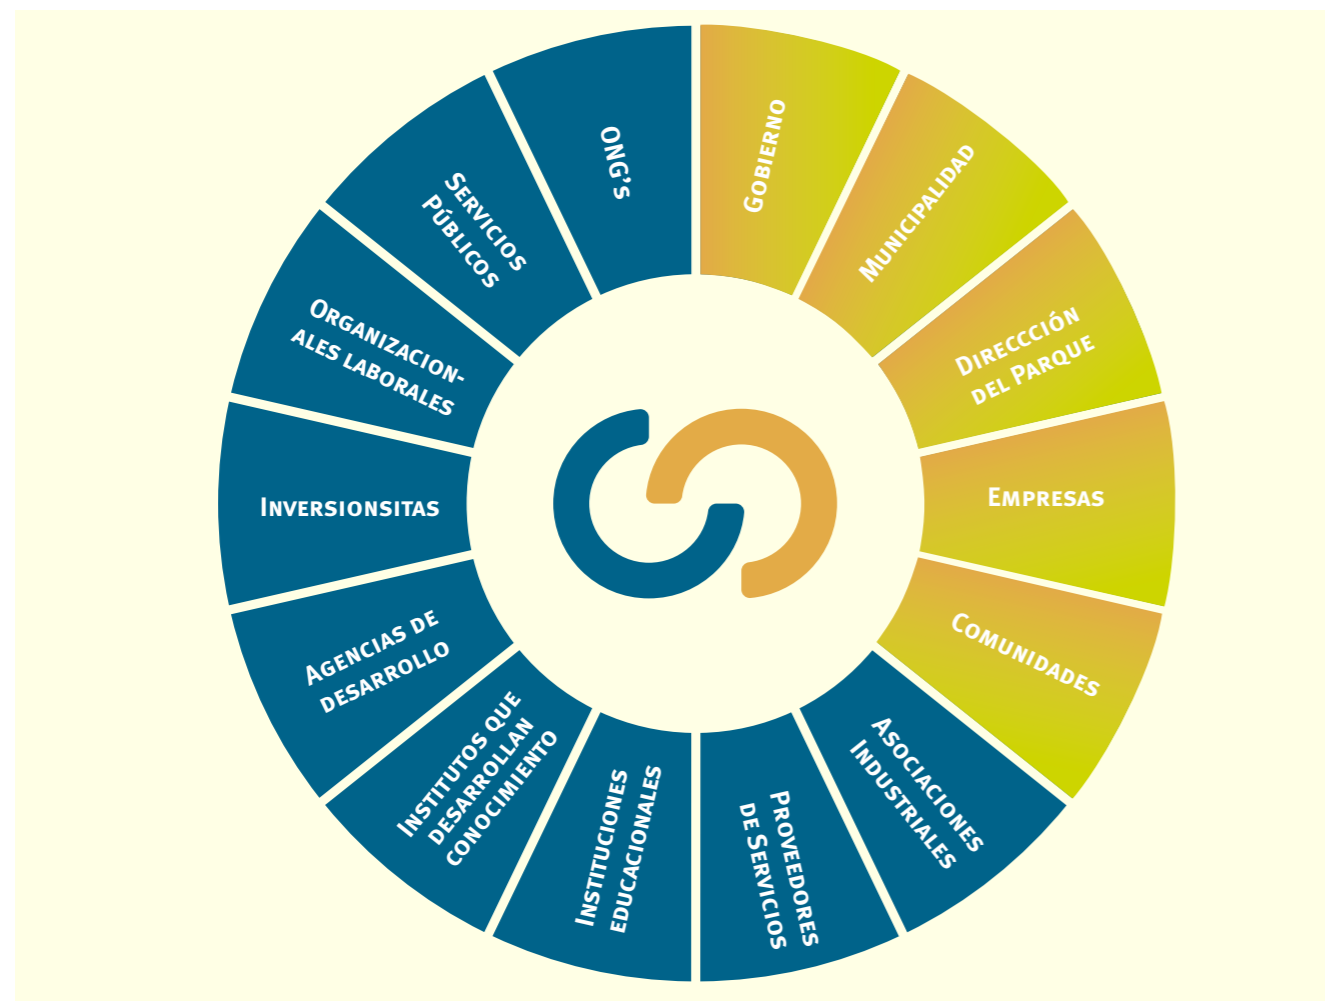 Gobierno
Municipalidad
Direccción
del Parque
Empresas
Comunidades
Asociaciones
Industriales
Proveedores
de Servicios
Instituciones
educacionales
Institutos que
desarrollan
conocimiento
Agencias de
desarrollo
Inversionsitas
Organizacion-
ales laborales
Servicios
Públicos
ONG's